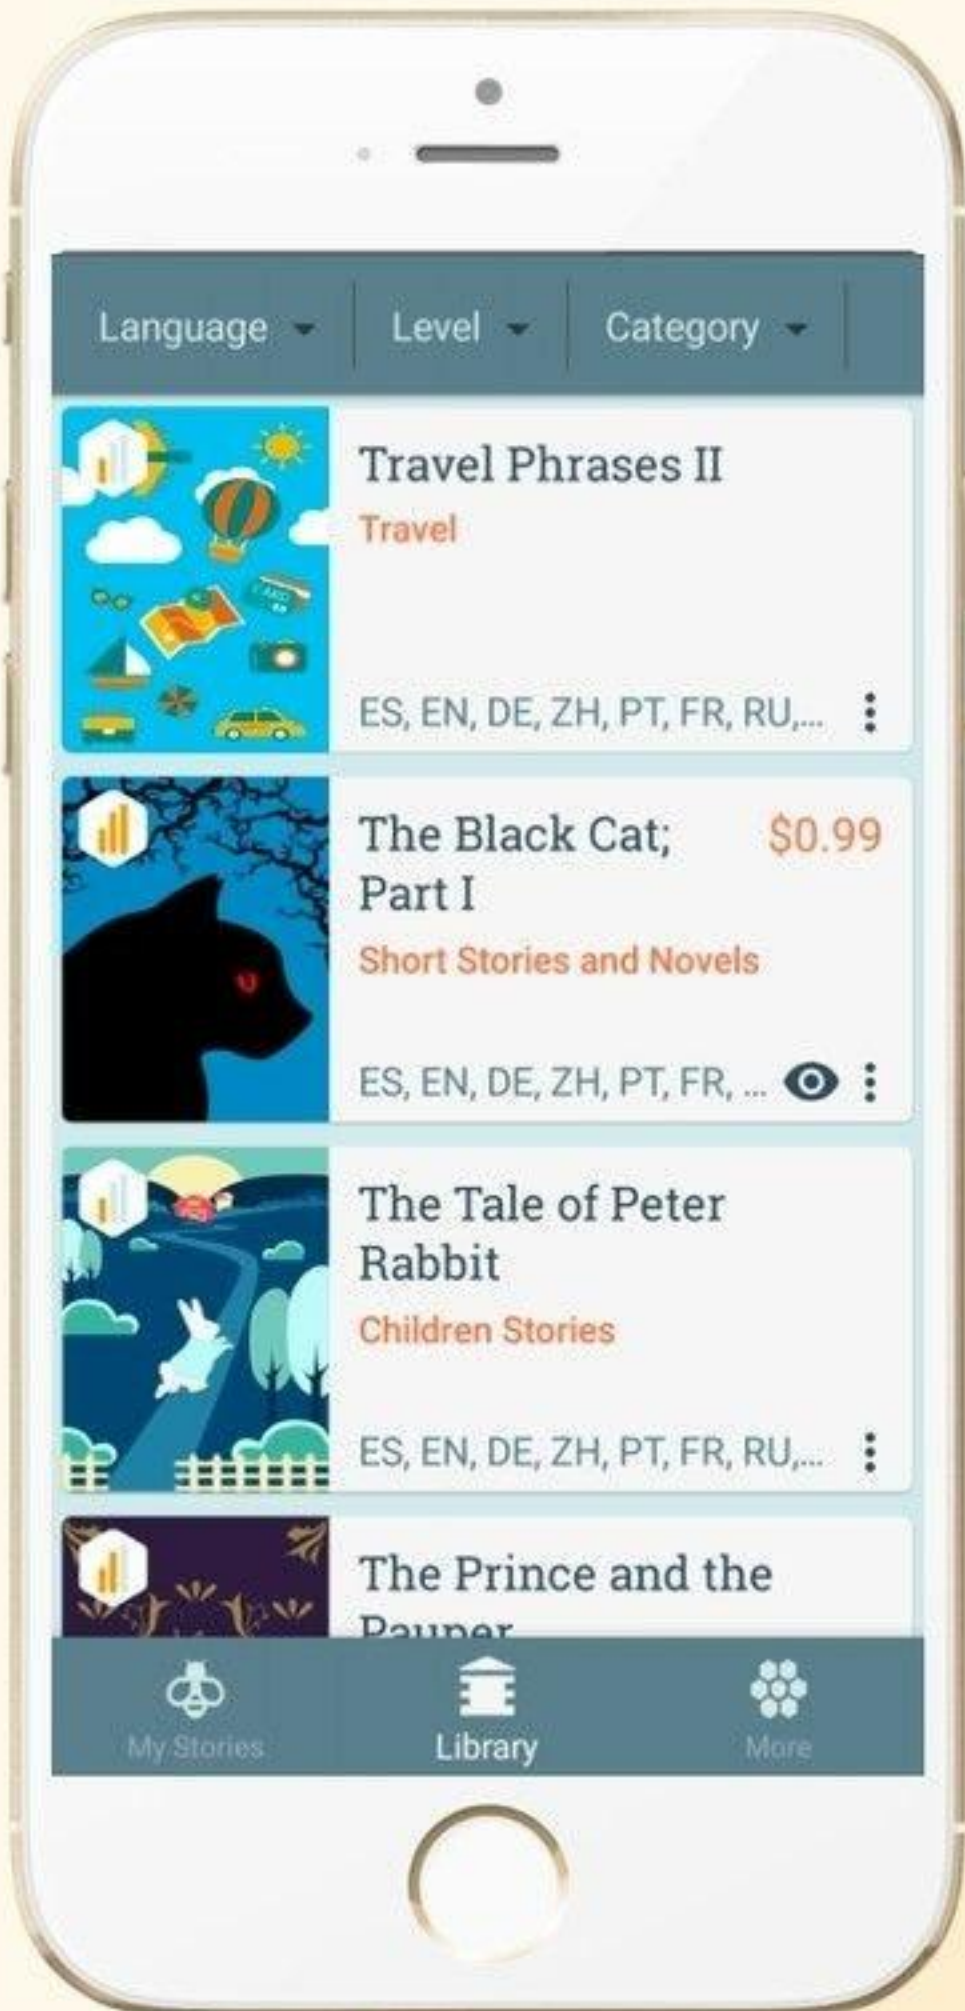 Language
Level
Category
Travel Phrases II
Travel
ES, EN, DE, ZH, PT, FR, RU,...
The Black Cat;
Part I
$0.99
Short Stories and Novels
ES, EN, DE, ZH, PT, FR, ...
The Tale of Peter
Rabbit
Children Stories
ES, EN, DE, ZH, PT, FR, RU,...
The Prince and the
Pauper
My Stories
Library
More
CARD